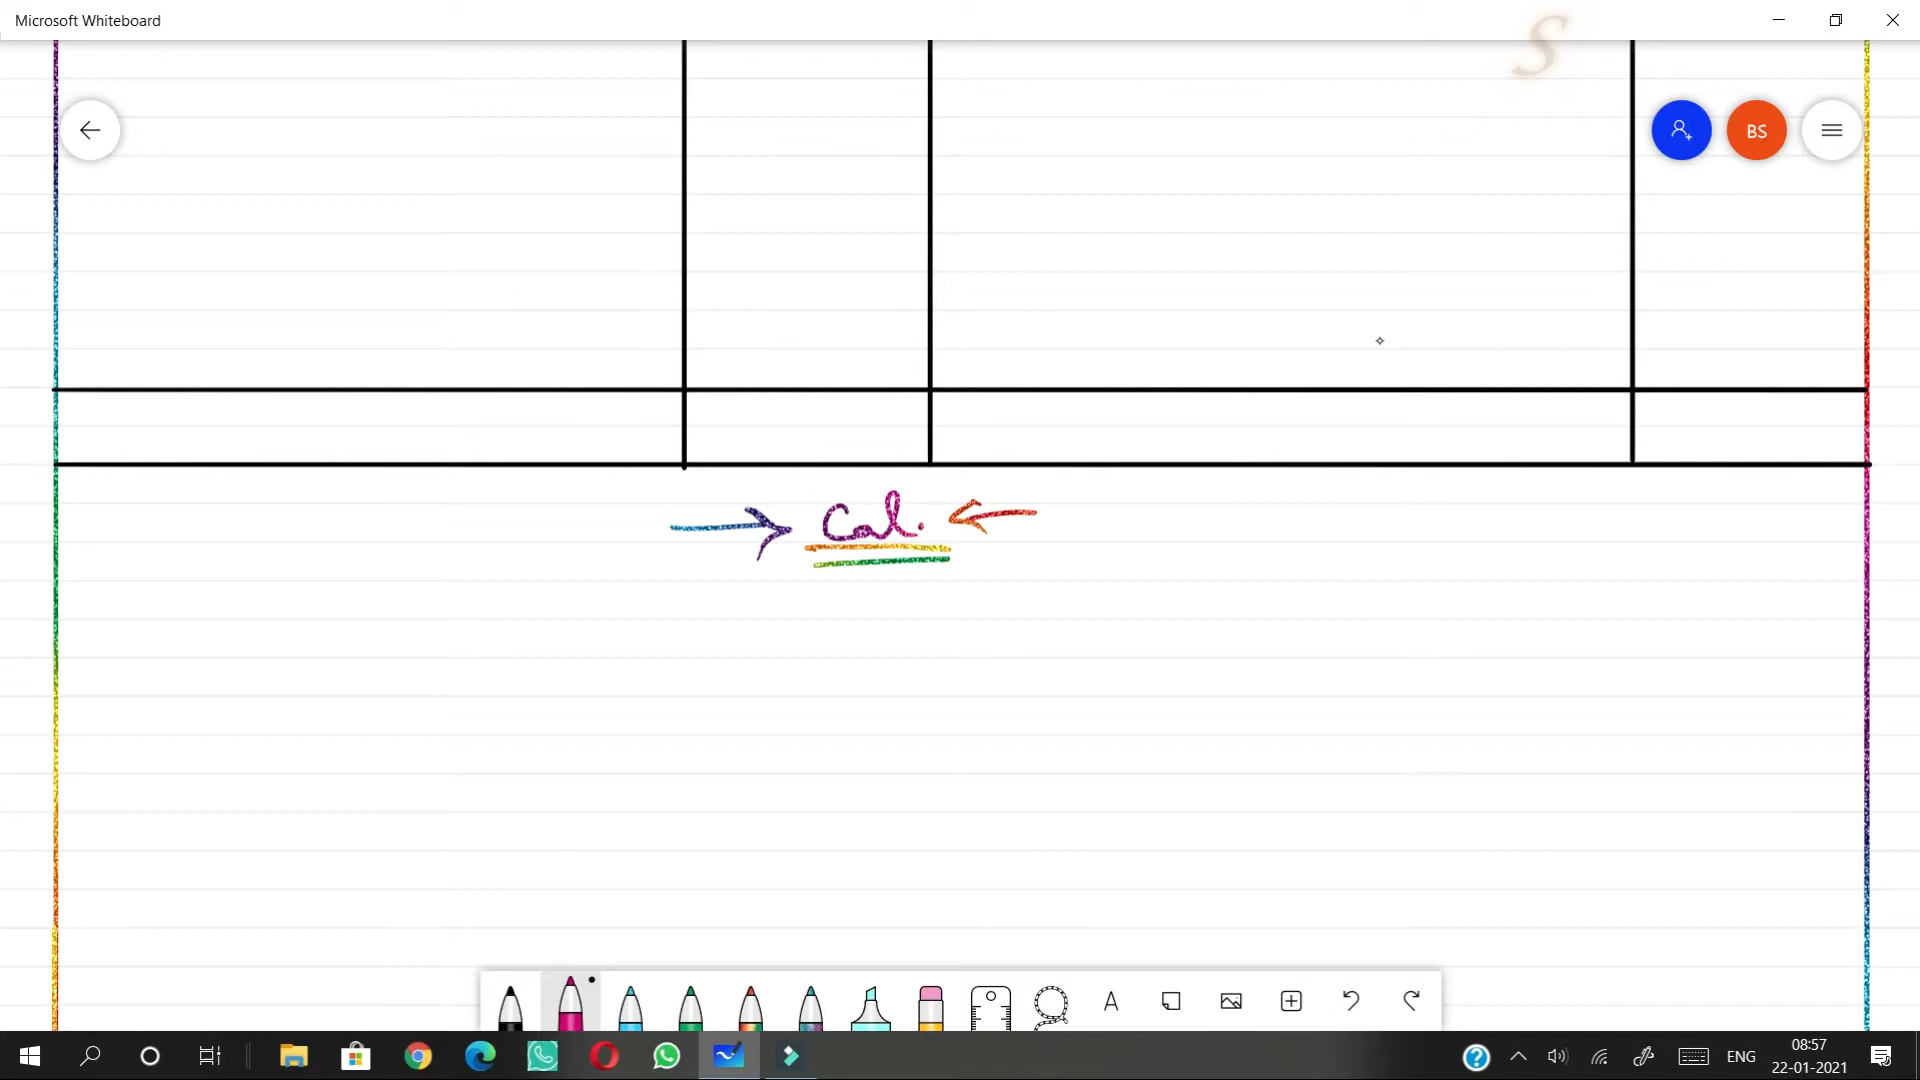 Microsoft Whiteboard
S
BS
Cal.
A
ENG
08:57
22-01-2021